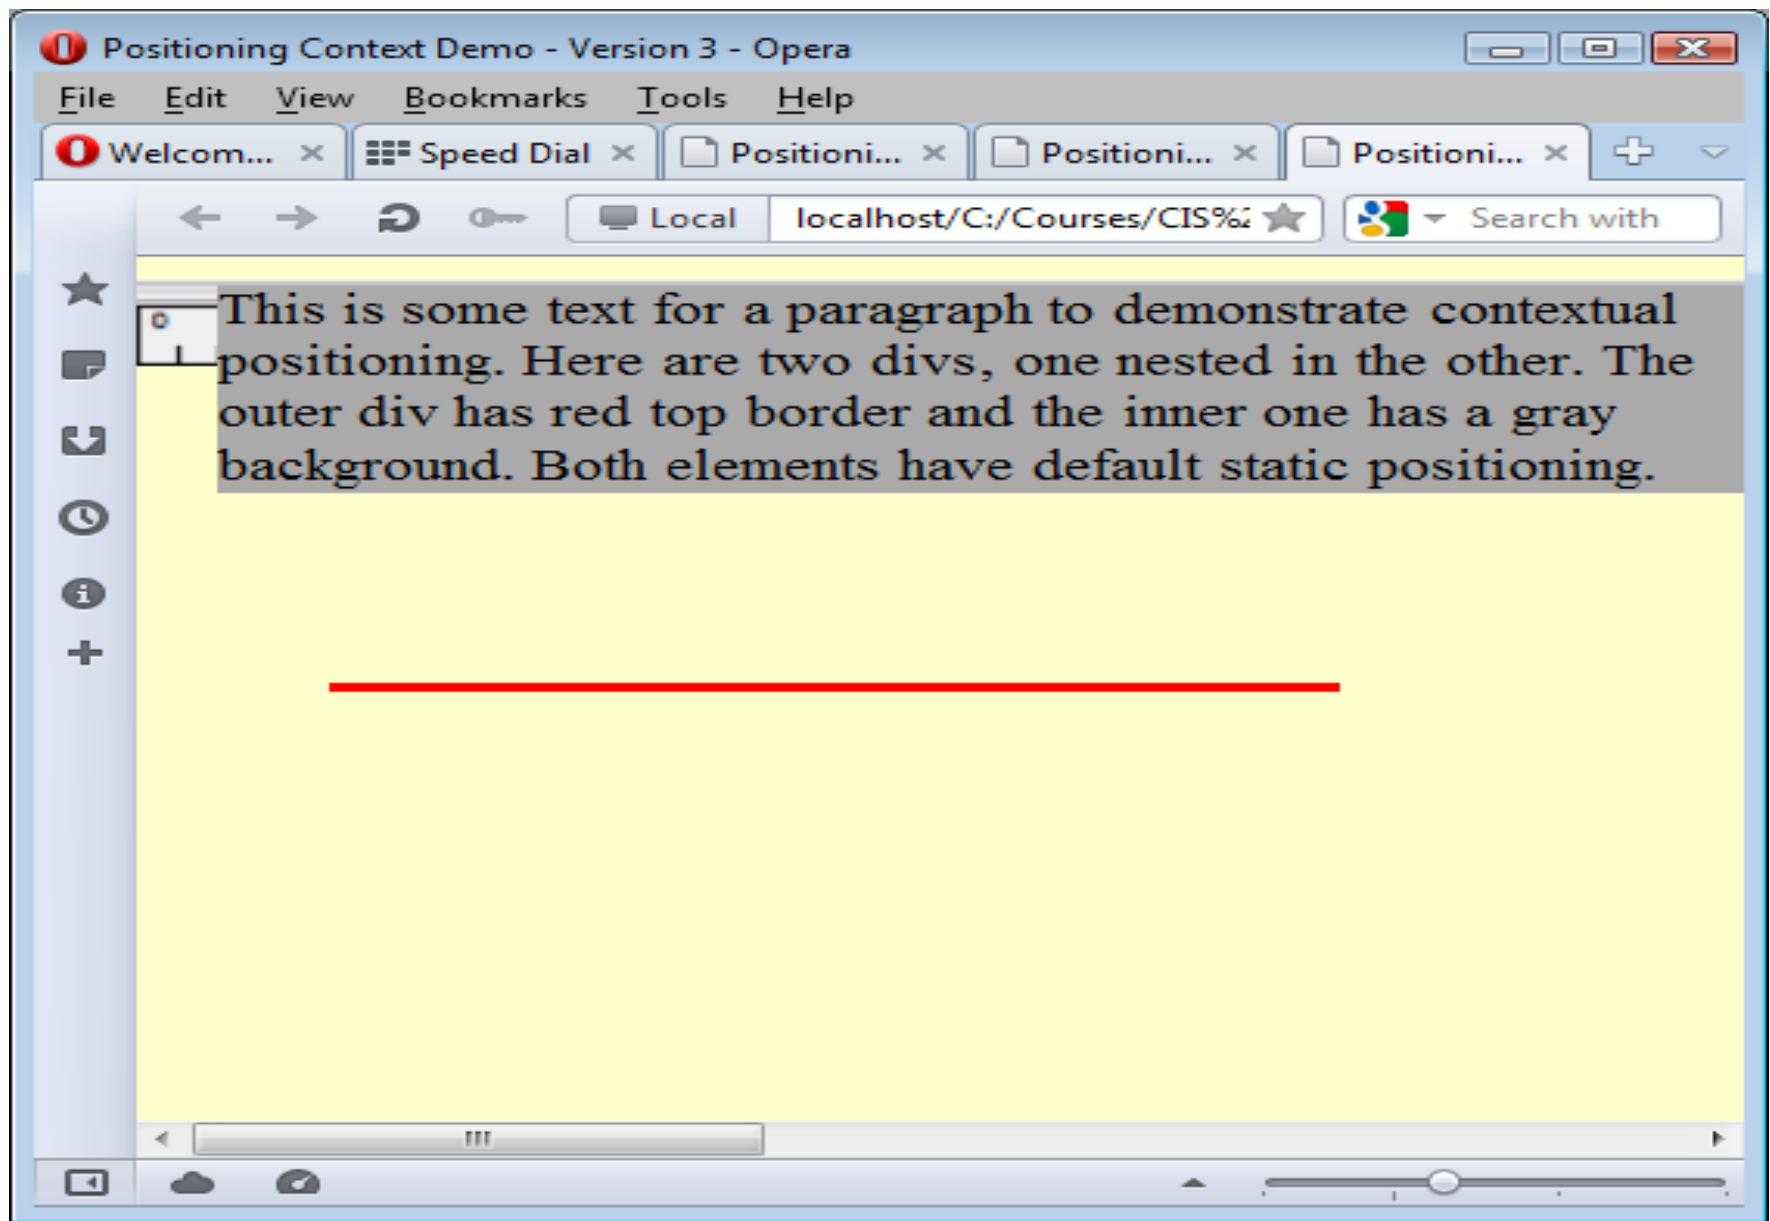 Positioning Context Demo - Version 3 - Opera
File Edit View Bookmarks Tools Help
Welcom... Speed Dial Positioni... Positioni... Positioni...
Local localhost/C:/Courses/CIS%2 Search with
0
This is some text for a paragraph to demonstrate contextual
positioning. Here are two divs, one nested in the other. The
outer div has red top border and the inner one has a gray
background. Both elements have default static positioning.